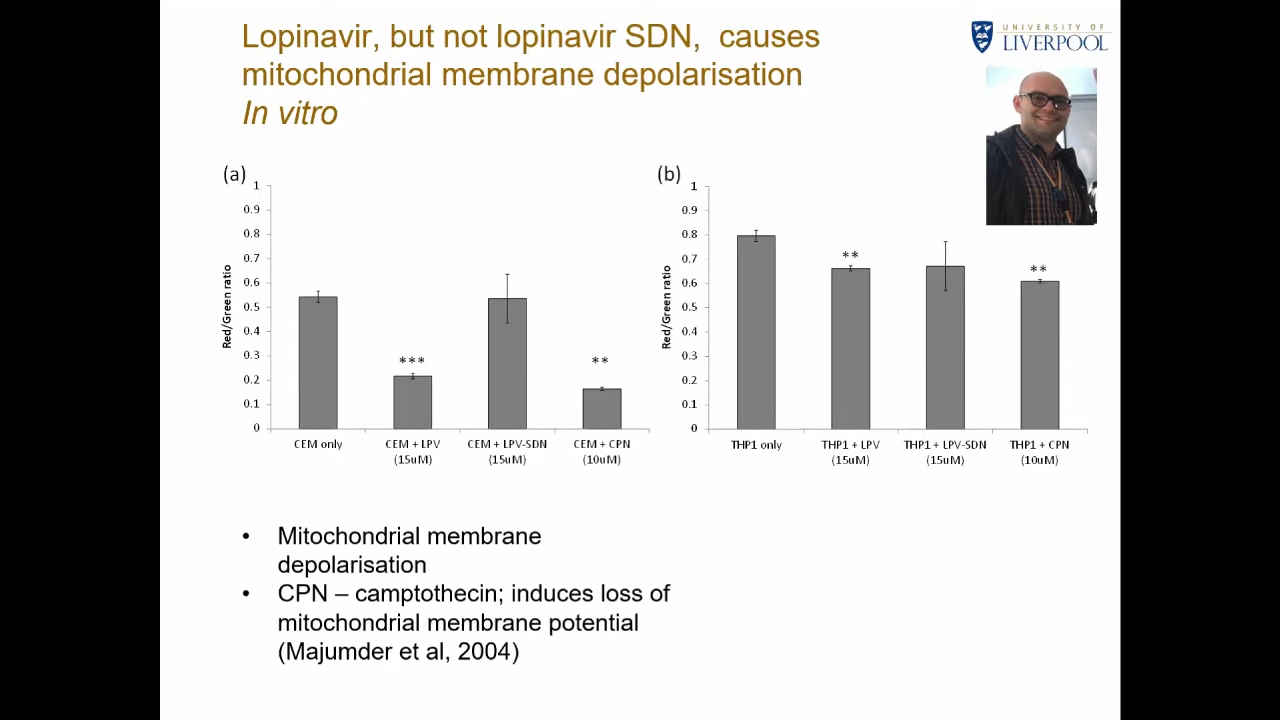 Lopinavir, but not lopinavir SDN, causes
mitochondrial membrane depolarisation
In vitro
UNIVERSITY OF
LIVERPOOL
(a)
1
0.9
0.8
0.7
0.6
0.5
0.4
0.3
0.2
0.1
0
Red/Green ratio
***
**
CEM only
CEM + LPV
(15uM)
CEM + LPV-SDN
(15uM)
CEM + CPN
(10uM)
(b)
1
0.9
0.8
0.7
0.6
0.5
0.4
0.3
0.2
0.1
0
Red/Green ratio
**
**
THP1 only
THP1 + LPV
(15uM)
THP1 + LPV-SDN
(15uM)
THP1 + CPN
(10uM)
• Mitochondrial membrane
depolarisation
• CPN – camptothecin; induces loss of
mitochondrial membrane potential
(Majumder et al, 2004)